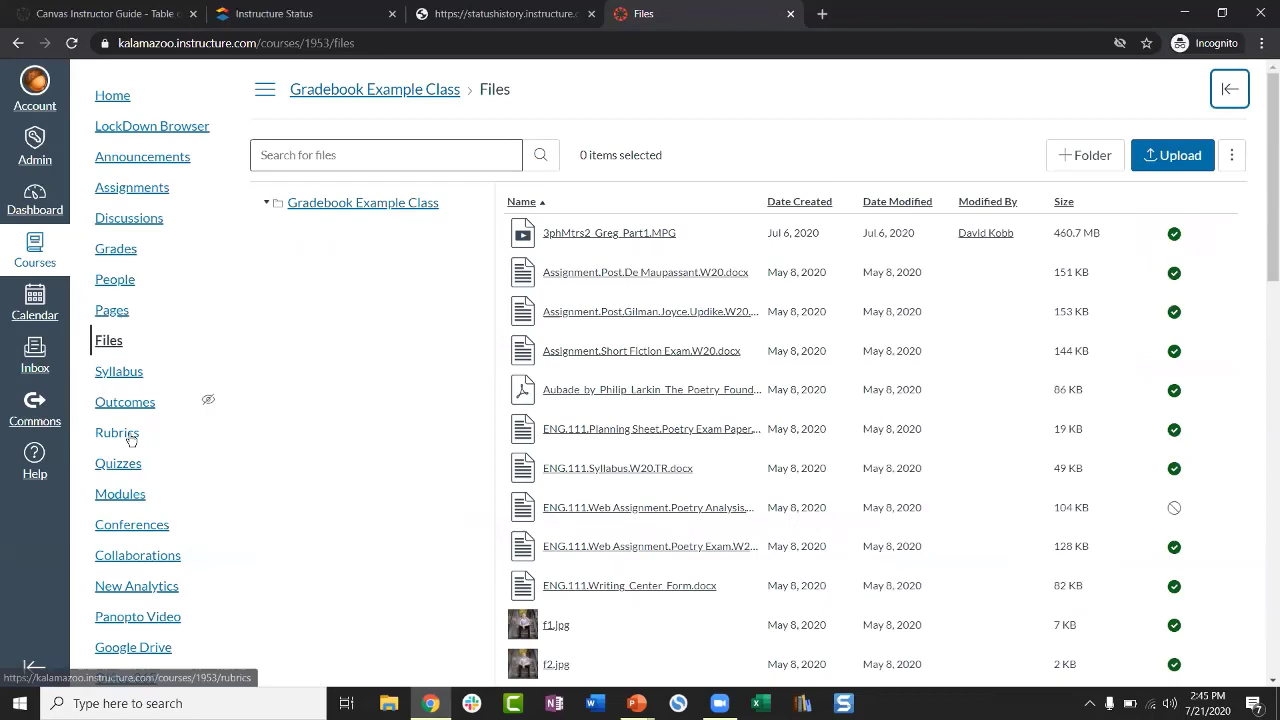 .instructure.com - Table
Instructure Status
https://statushistory.instructure.c
Files
kalamazoo.instructure.com/courses/1953/files
Incognito
Account
Admin
Dashboard
Courses
Calendar
Inbox
Commons
Help
Home
LockDown Browser
Announcements
Assignments
Discussions
Grades
People
Pages
Files
Syllabus
Outcomes
Rubrics
Quizzes
Modules
Conferences
Collaborations
New Analytics
Panopto Video
Google Drive
Gradebook Example Class › Files
Search for files
0 items selected
Folder
Upload
Gradebook Example Class
Name Date Created Date Modified Modified By Size
3phMtrs2_Greg_Part1.MPG Jul 6, 2020 Jul 6, 2020 David Kobb 460.7 MB
Assignment.Post.De Maupassant.W20.docx May 8, 2020 May 8, 2020 151 KB
Assignment.Post.Gilman.Joyce.Updike.W20.... May 8, 2020 May 8, 2020 153 KB
Assignment.Short Fiction Exam.W20.docx May 8, 2020 May 8, 2020 144 KB
Aubade_by_Philip_Larkin_The_Poetry_Found... May 8, 2020 May 8, 2020 86 KB
ENG.111.Planning Sheet.Poetry Exam Paper.... May 8, 2020 May 8, 2020 19 KB
ENG.111.Syllabus.W20.TR.docx May 8, 2020 May 8, 2020 49 KB
ENG.111.Web Assignment.Poetry Analysis.... May 8, 2020 May 8, 2020 104 KB
ENG.111.Web Assignment.Poetry Exam.W2... May 8, 2020 May 8, 2020 128 KB
ENG.111.Writing_Center_Form.docx May 8, 2020 May 8, 2020 82 KB
f1.jpg May 8, 2020 May 8, 2020 7 KB
f2.jpg May 8, 2020 May 8, 2020 2 KB
https://kalamazoo.instructure.com/courses/1953/rubrics
Type here to search
2:45 PM
7/21/2020